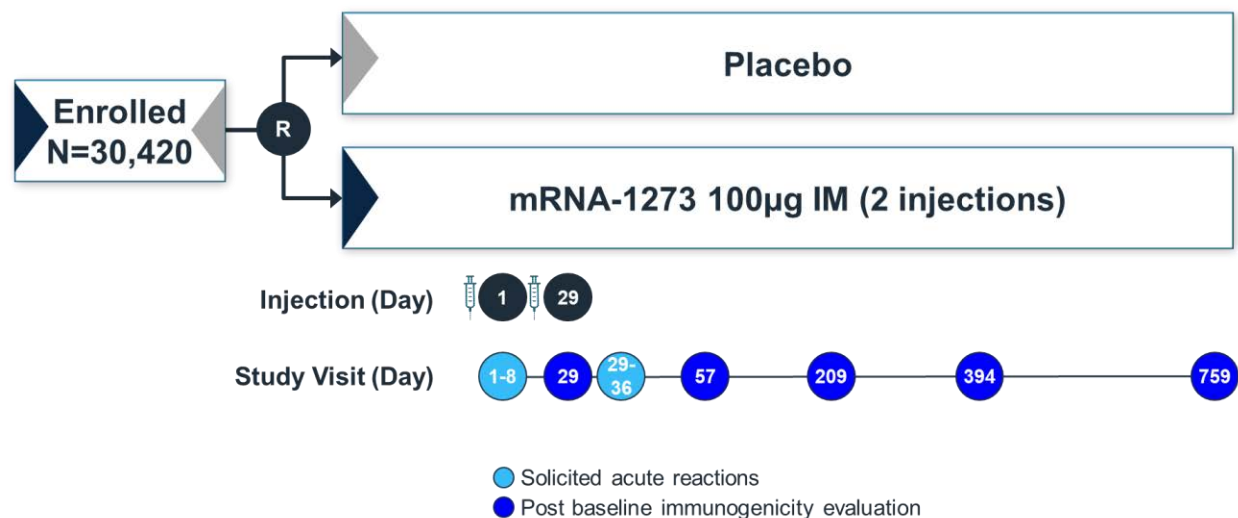 Placebo
Enrolled
N=30,420
R
mRNA-1273 100µg IM (2 injections)
Injection (Day)
1
29
Study Visit (Day)
1-8
29
29-
36
57
209
394
759
Solicited acute reactions
Post baseline immunogenicity evaluation